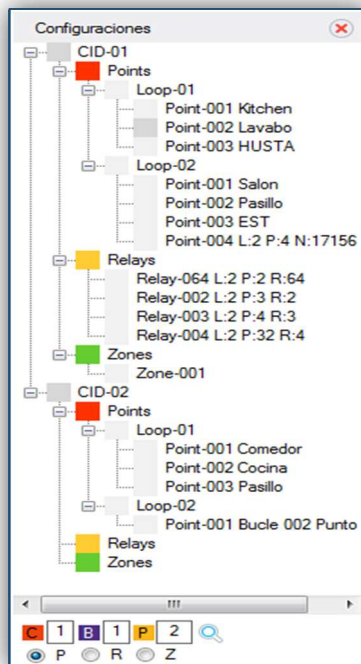 Configuraciones
CID-01
Points
Loop-01
Point-001 Kitchen
Point-002 Lavabo
Point-003 HUSTA
Loop-02
Point-001 Salon
Point-002 Pasillo
Point-003 EST
Point-004 L:2 P:4 N:17156
Relays
Relay-064 L:2 P:2 R:64
Relay-002 L:2 P:3 R:2
Relay-003 L:2 P:4 R:3
Relay-004 L:2 P:32 R:4
Zones
Zone-001
CID-02
Points
Loop-01
Point-001 Comedor
Point-002 Cocina
Point-003 Pasillo
Loop-02
Point-001 Bucle 002 Punto
Relays
Zones
C 1 B 1 P 2
P R Z